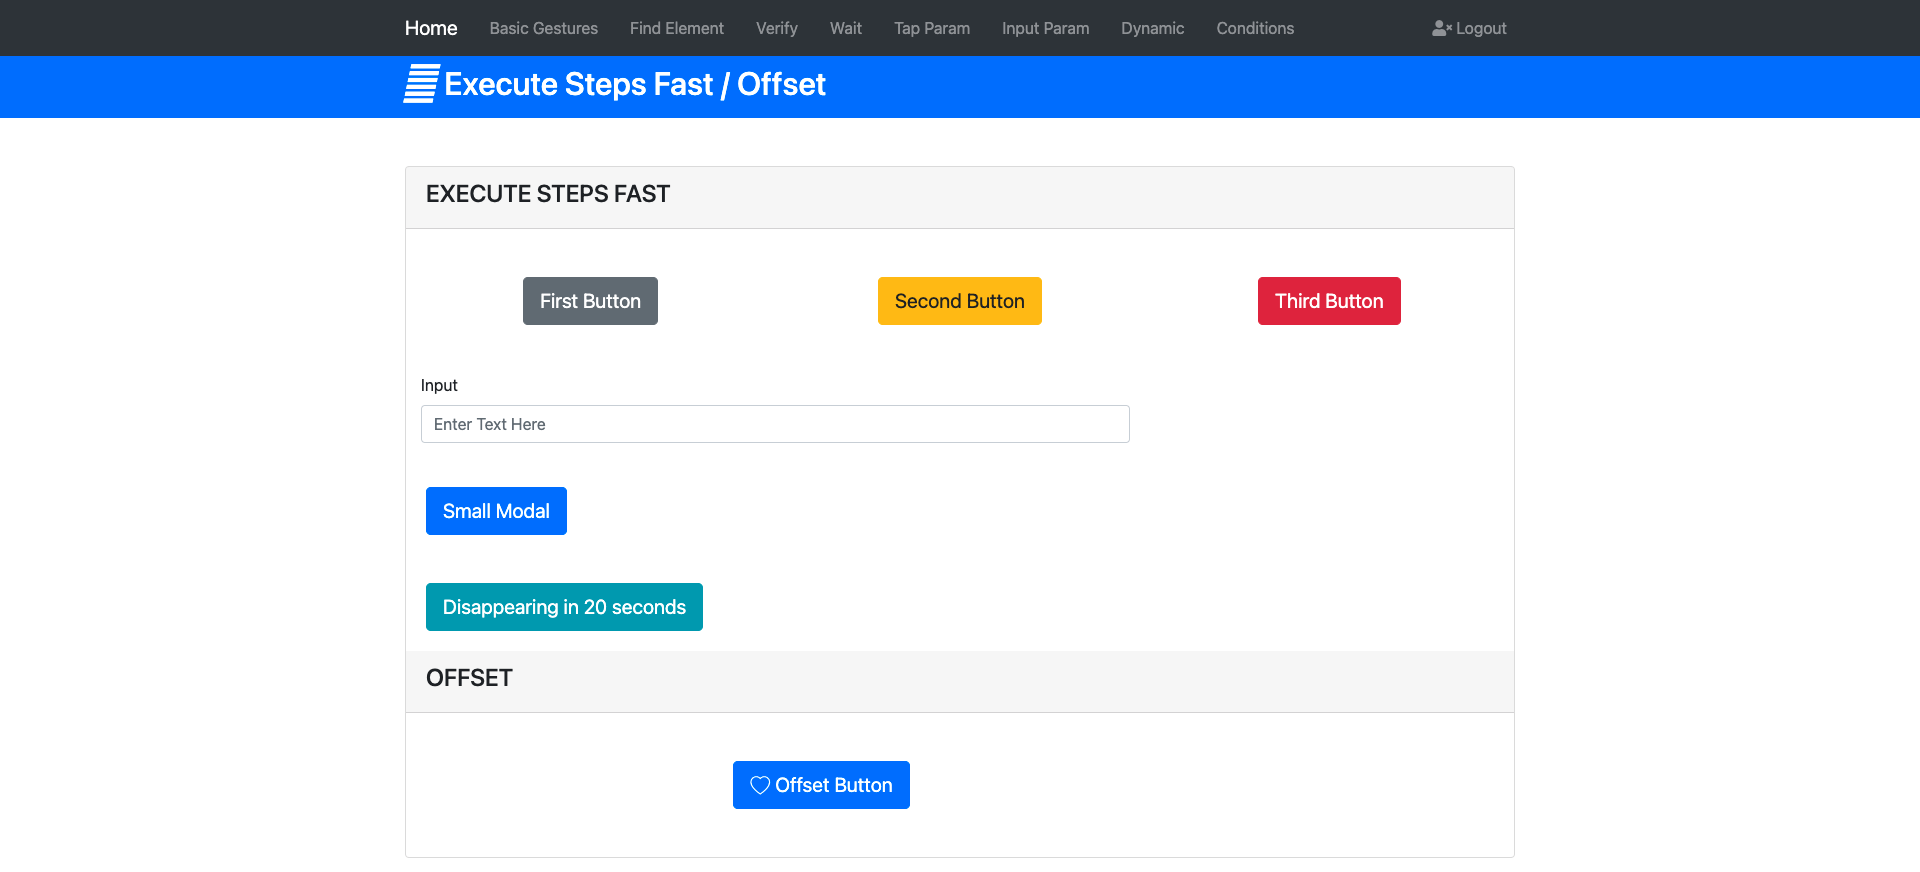 Home Basic Gestures Find Element Verify Wait Tap Param Input Param Dynamic Conditions Logout
Execute Steps Fast / Offset
EXECUTE STEPS FAST
First Button Second Button Third Button
Input
Enter Text Here
Small Modal
Disappearing in 20 seconds
OFFSET
Offset Button